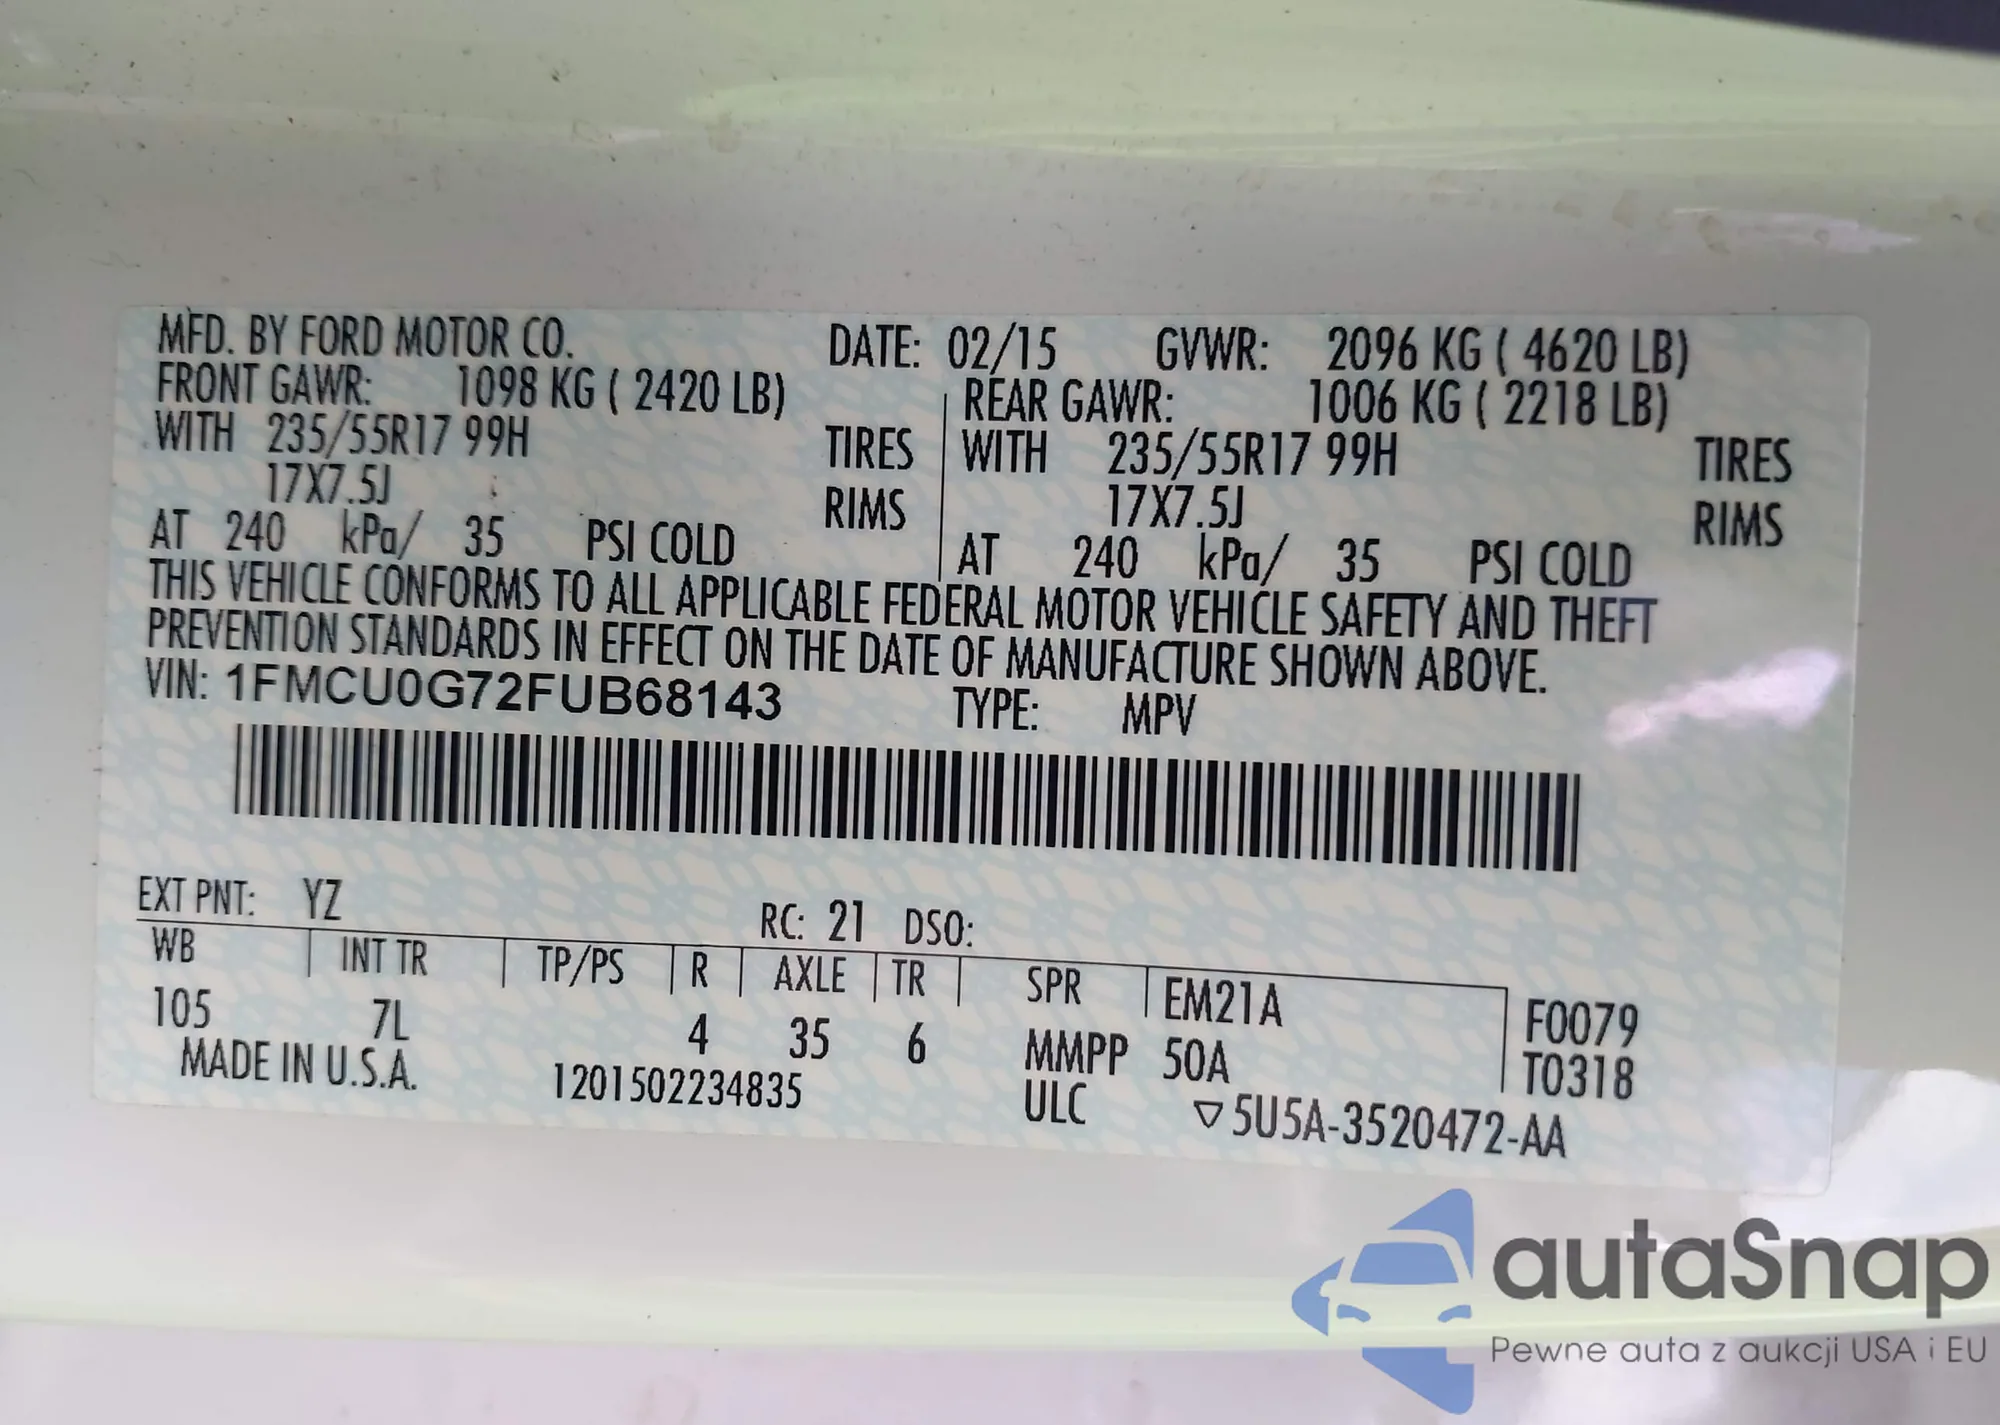 MFD. BY FORD MOTOR CO. DATE: 02/15 GVWR: 2096 KG ( 4620 LB)
FRONT GAWR: 1098 KG ( 2420 LB) REAR GAWR: 1006 KG ( 2218 LB)
WITH 235/55R17 99H TIRES WITH 235/55R17 99H TIRES
17X7.5J RIMS 17X7.5J RIMS
AT 240 kPa/ 35 PSI COLD AT 240 kPa/ 35 PSI COLD
THIS VEHICLE CONFORMS TO ALL APPLICABLE FEDERAL MOTOR VEHICLE SAFETY AND THEFT
PREVENTION STANDARDS IN EFFECT ON THE DATE OF MANUFACTURE SHOWN ABOVE.
VIN: 1FMCU0G72FUB68143 TYPE: MPV
EXT PNT: YZ RC: 21 DSO:
WB INT TR TP/PS R AXLE TR SPR EM21A F0079
105 7L 4 35 6 MMPP 50A T0318
MADE IN U.S.A. 1201502234835 ULC ▽5U5A-3520472-AA
autaSnap
Pewne auta z aukcji USA i EU